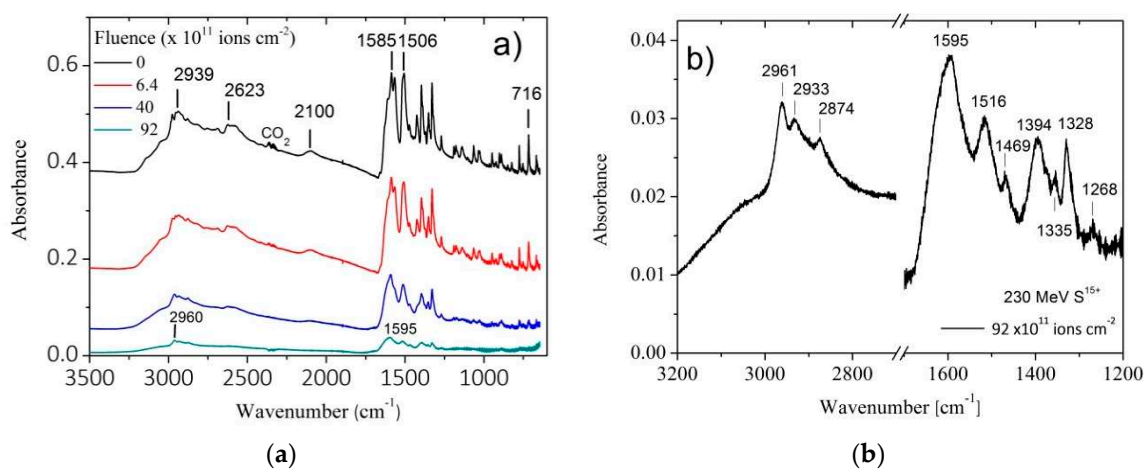 a)
Fluence (x 10¹¹ ions cm⁻²)
0
6.4
40
92
2939
2623
CO₂
2100
1585
1506
716
2960
1595
0.6
0.4
0.2
0.0
Absorbance
3500 3000 2500 2000 1500 1000
Wavenumber (cm⁻¹)
(a)
b)
2961
2933
2874
1595
1516
1469
1394
1335
1328
1268
230 MeV S¹⁵⁺
92 x10¹¹ ions cm⁻²
0.04
0.03
0.02
0.01
0.00
Absorbance
3200 3000 2800 1600 1400 1200
Wavenumber [cm⁻¹]
(b)